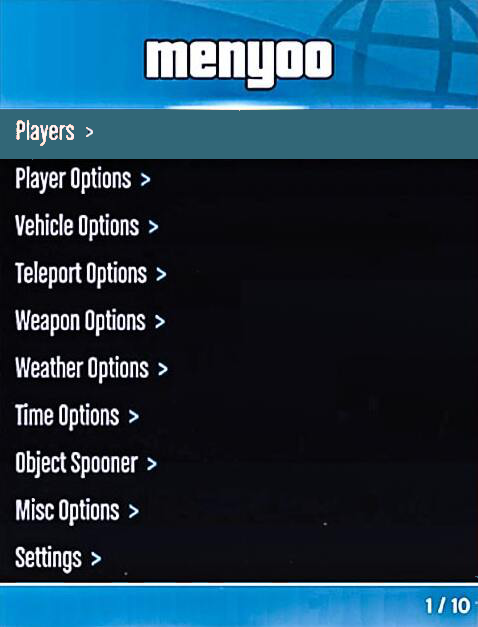 menyoo
Players >
Player Options >
Vehicle Options >
Teleport Options >
Weapon Options >
Weather Options >
Time Options >
Object Spooner >
Misc Options >
Settings >
1 / 10